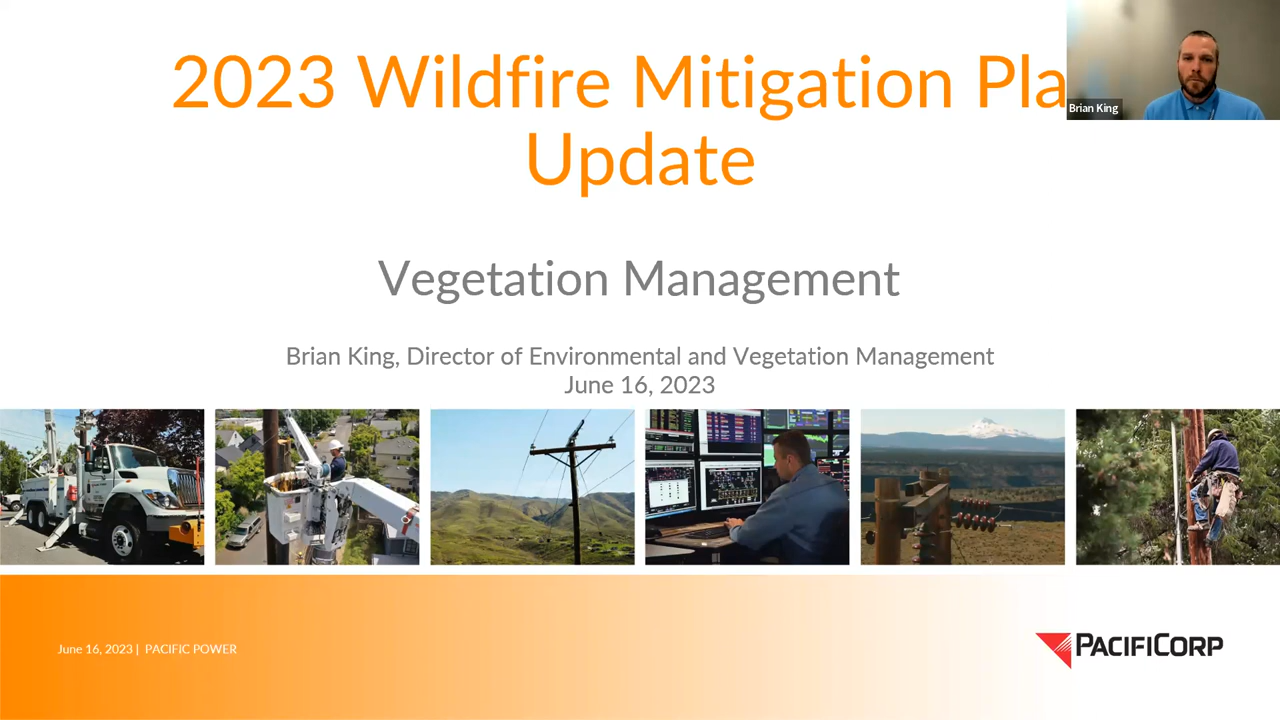 2023 Wildfire Mitigation Pla
Update
Brian King
Vegetation Management
Brian King, Director of Environmental and Vegetation Management
June 16, 2023
June 16, 2023 | PACIFIC POWER
PACIFICORP